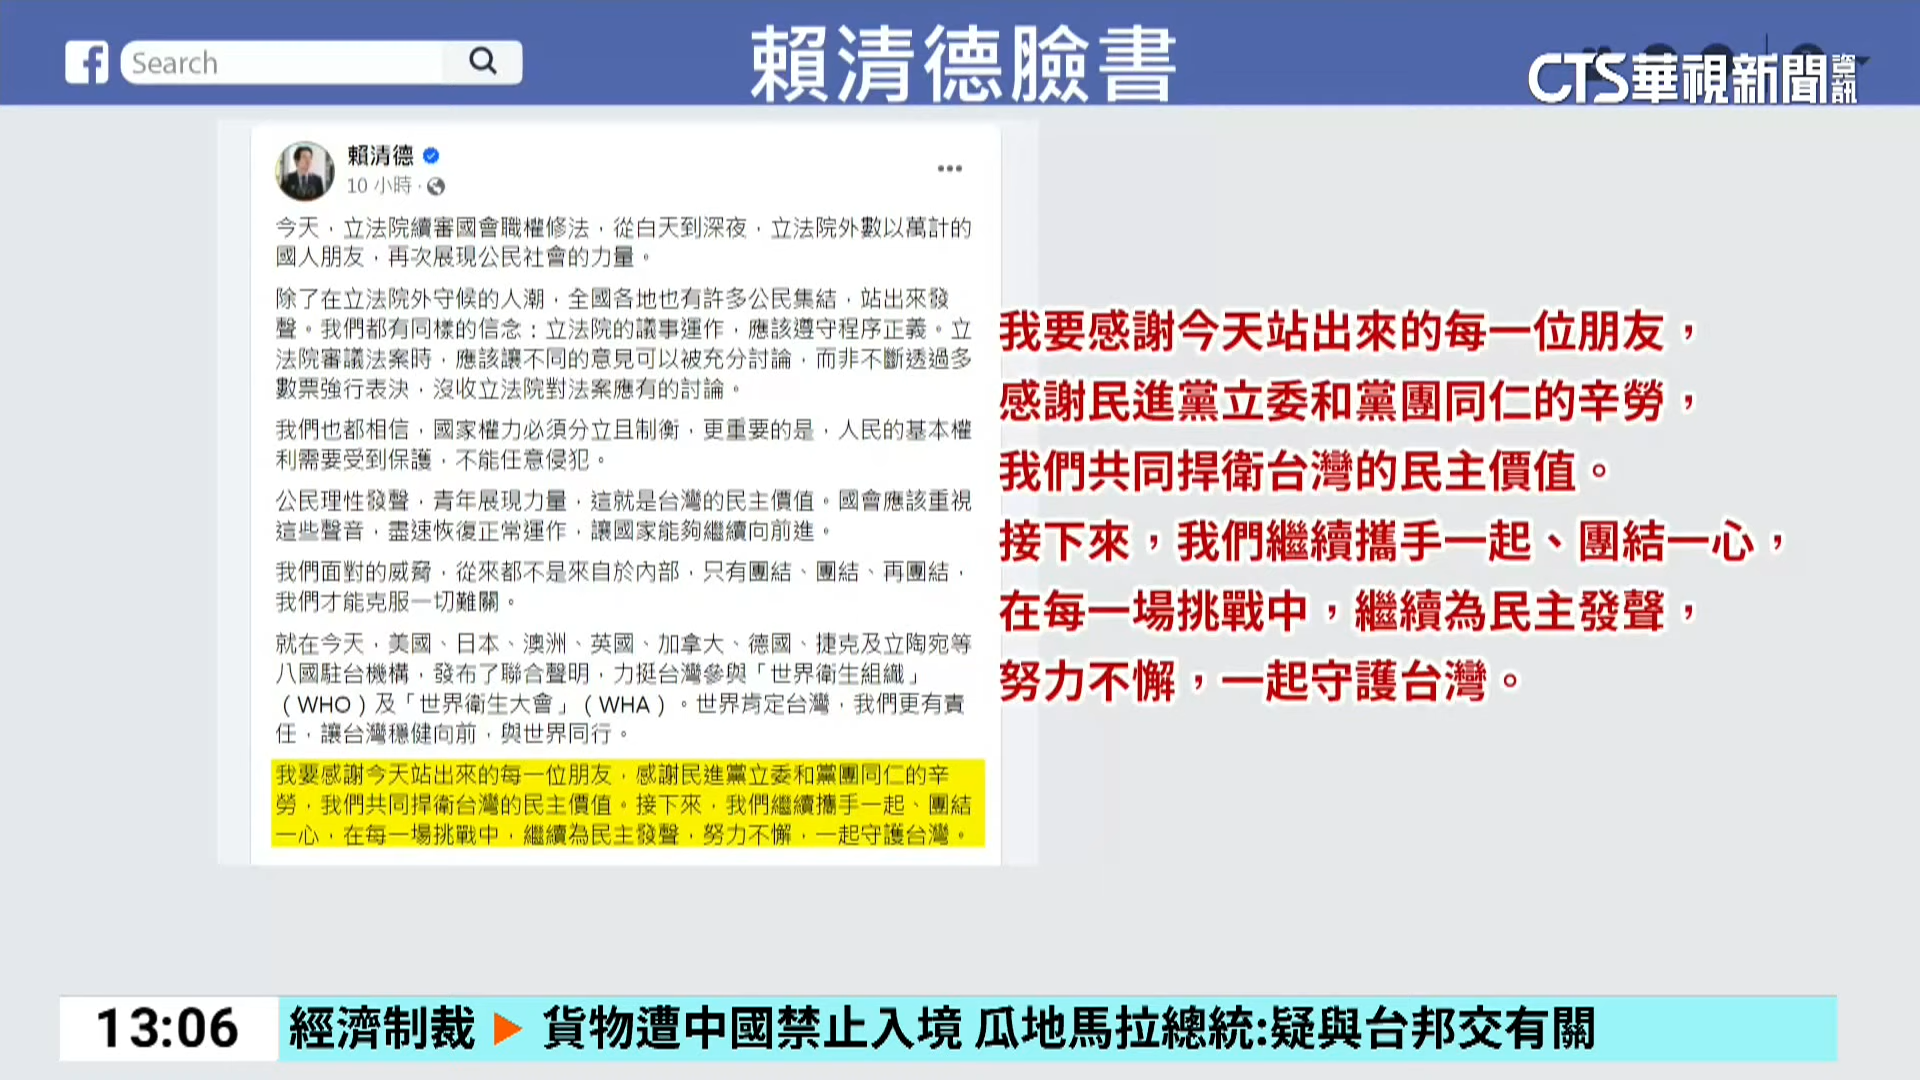 Search
賴清德臉書
CTS華視新聞資訊
賴清德
10 小時
今天，立法院續審國會職權修法，從白天到深夜，立法院外數以萬計的
國人朋友，再次展現公民社會的力量。
除了在立法院外守候的人潮，全國各地也有許多公民集結，站出來發
聲。我們都有同樣的信念：立法院的議事運作，應該遵守程序正義。立
法院審議法案時，應該讓不同的意見可以被充分討論，而非不斷透過多
數票強行表決，沒收立法院對法案應有的討論。
我們也都相信，國家權力必須分立且制衡，更重要的是，人民的基本權
利需要受到保護，不能任意侵犯。
公民理性發聲，青年展現力量，這就是台灣的民主價值。國會應該重視
這些聲音，盡速恢復正常運作，讓國家能夠繼續向前進。
我們面對的威脅，從來都不是來自於內部，只有團結、團結、再團結，
我們才能克服一切難關。
就在今天，美國、日本、澳洲、英國、加拿大、德國、捷克及立陶宛等
八國駐台機構，發布了聯合聲明，力挺台灣參與「世界衛生組織」
（WHO）及「世界衛生大會」（WHA）。世界肯定台灣，我們更有責
任，讓台灣穩健向前，與世界同行。
我要感謝今天站出來的每一位朋友，感謝民進黨立委和黨團同仁的辛
勞，我們共同捍衛台灣的民主價值。接下來，我們繼續攜手一起、團結
一心，在每一場挑戰中，繼續為民主發聲，努力不懈，一起守護台灣。
我要感謝今天站出來的每一位朋友，
感謝民進黨立委和黨團同仁的辛勞，
我們共同捍衛台灣的民主價值。
接下來，我們繼續攜手一起、團結一心，
在每一場挑戰中，繼續為民主發聲，
努力不懈，一起守護台灣。
13:06
經濟制裁▶貨物遭中國禁止入境 瓜地馬拉總統:疑與台邦交有關